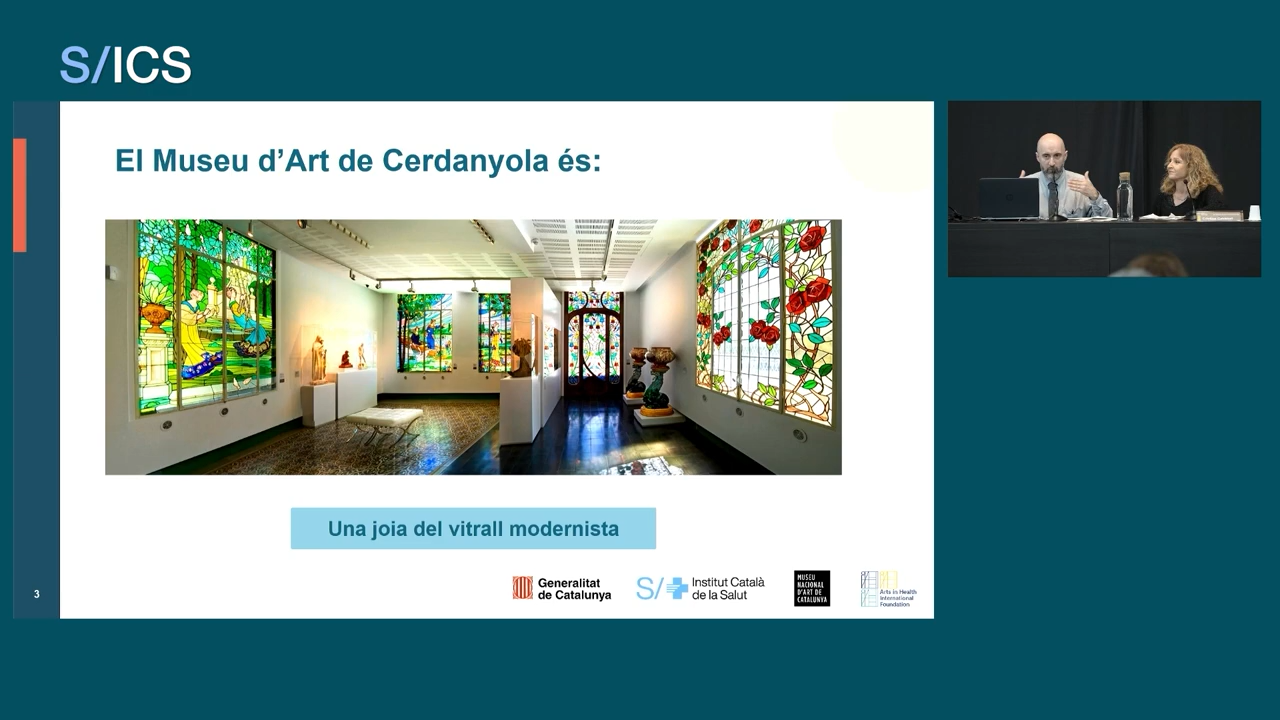 S/ICS
El Museu d’Art de Cerdanyola és:
Una joia del vitrall modernista
3
Generalitat
de Catalunya
S/
Institut Català
de la Salut
MUSEU
NACIONAL
D'ART DE
CATALUNYA
Arts in Health
International
Foundation